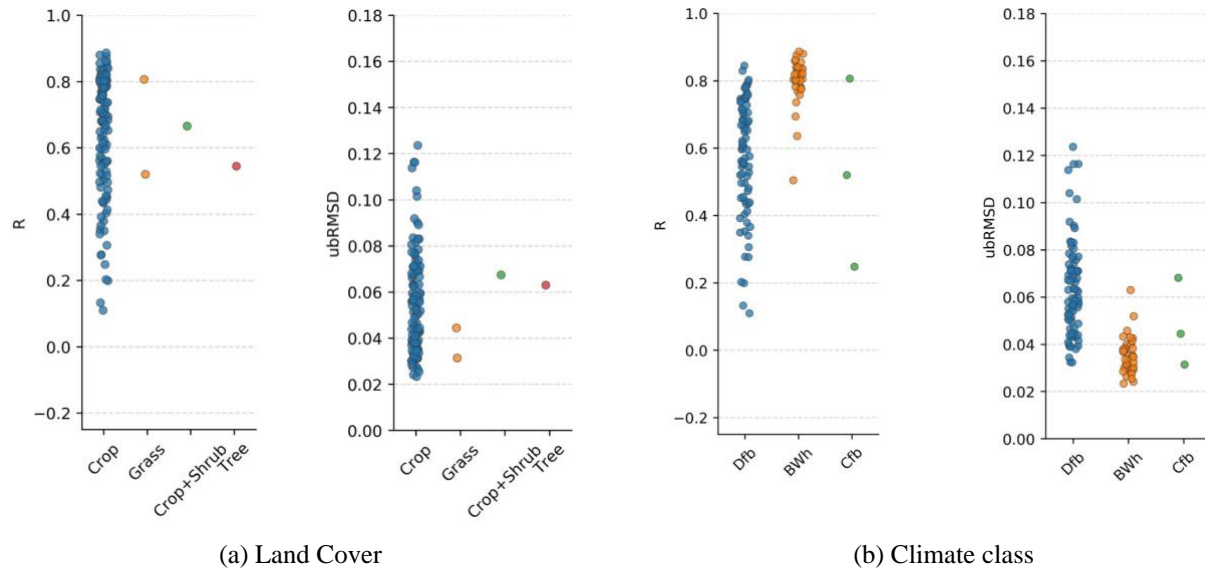 1.0
0.8
0.6
0.4
0.2
0.0
−0.2
R
Crop
Grass
Crop+Shrub
Tree
0.18
0.16
0.14
0.12
0.10
0.08
0.06
0.04
0.02
0.00
ubRMSD
Crop
Grass
Crop+Shrub
Tree
(a) Land Cover
1.0
0.8
0.6
0.4
0.2
0.0
−0.2
R
Dfb
BWh
Cfb
0.18
0.16
0.14
0.12
0.10
0.08
0.06
0.04
0.02
0.00
ubRMSD
Dfb
BWh
Cfb
(b) Climate class